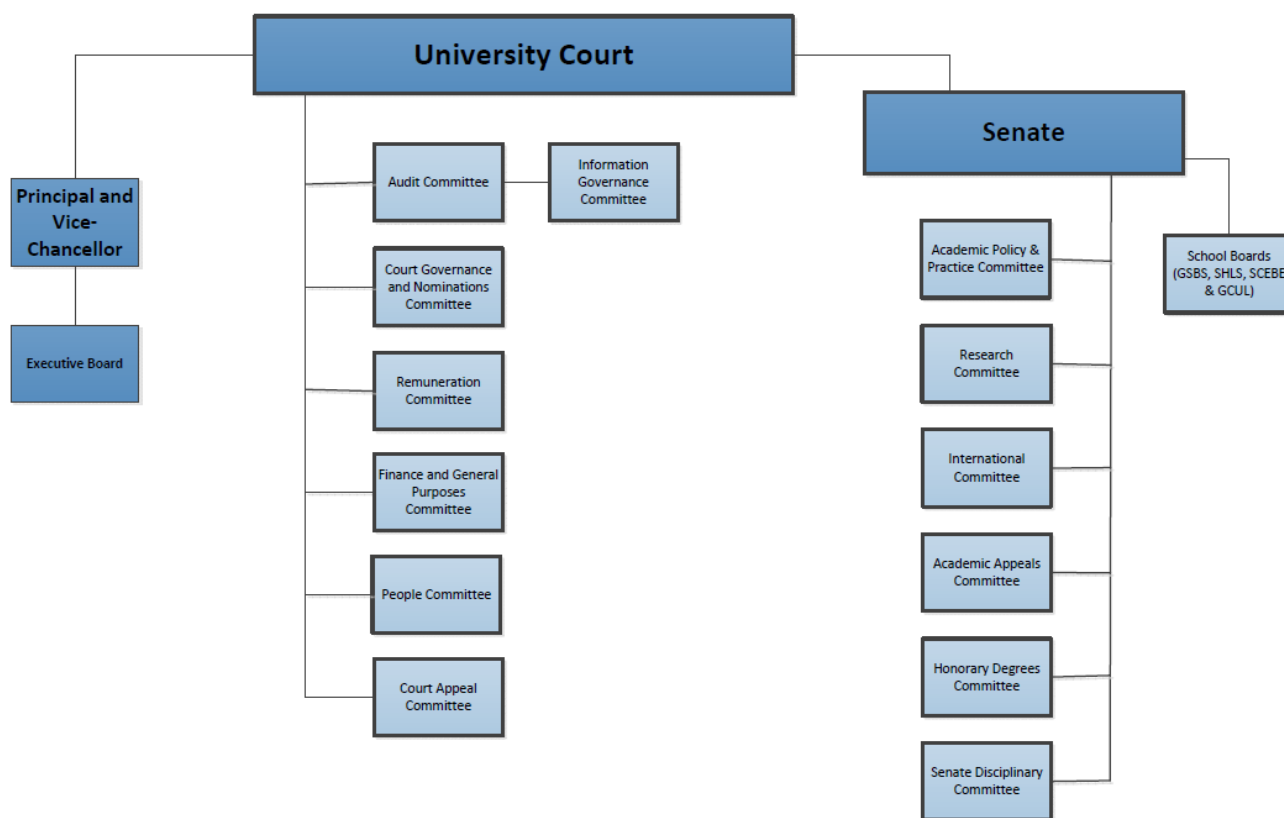 University Court
Senate
Principal and
Vice-
Chancellor
Executive Board
Audit Committee
Information
Governance
Committee
Court Governance
and Nominations
Committee
Remuneration
Committee
Finance and General
Purposes
Committee
People Committee
Court Appeal
Committee
Academic Policy &
Practice Committee
Research
Committee
International
Committee
Academic Appeals
Committee
Honorary Degrees
Committee
Senate Disciplinary
Committee
School Boards
(GSBS, SHLS, SCEBE
& GCUL)